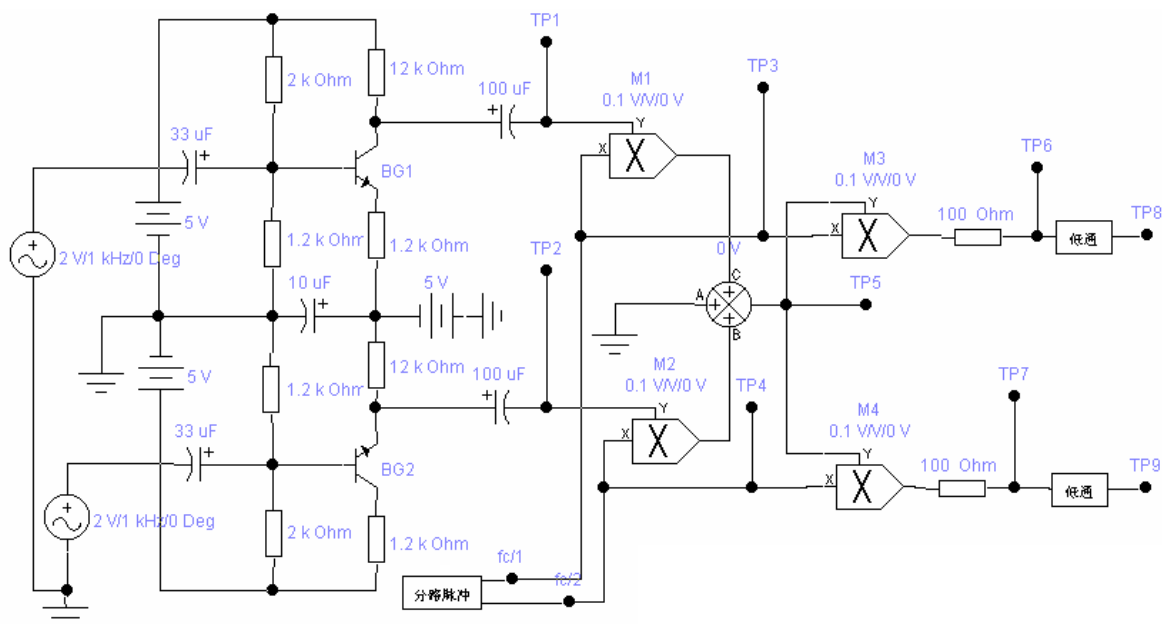 TP1
12 k Ohm
2 k Ohm
100 uF
M1
0.1 V/V/0 V
TP3
Y
X
33 uF
BG1
TP6
M3
0.1 V/V/0 V
Y
100 Ohm
TP8
X
低通
5 V
1.2 k Ohm
1.2 k Ohm
TP2
0 V
2 V/1 kHz/0 Deg
10 uF
5 V
C
A
B
TP5
5 V
1.2 k Ohm
12 k Ohm
100 uF
M2
0.1 V/V/0 V
TP4
TP7
Y
X
M4
0.1 V/V/0 V
33 uF
BG2
Y
100 Ohm
TP9
X
低通
2 V/1 kHz/0 Deg
2 k Ohm
1.2 k Ohm
fc/1
fc/2
分路脉冲